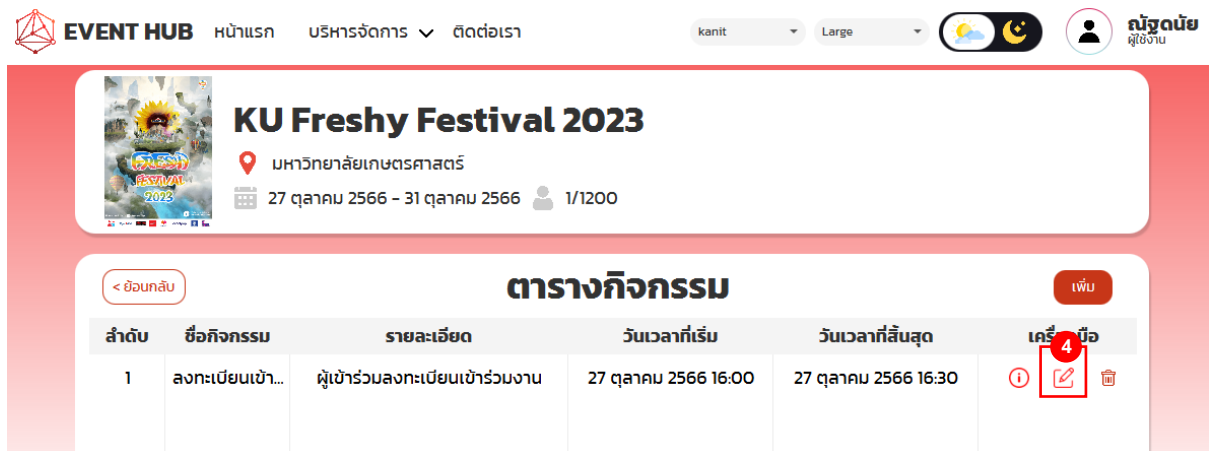 EVENT HUB หน้าแรก บริหารจัดการ ติดต่อเรา kanit Large ณัฐดนัย
ผู้ใช้งาน
KU Freshy Festival 2023
FRESHY
FESTIVAL
2023
มหาวิทยาลัยเกษตรศาสตร์
27 ตุลาคม 2566 - 31 ตุลาคม 2566 1/1200
< ย้อนกลับ ตารางกิจกรรม เพิ่ม
ลำดับ ชื่อกิจกรรม รายละเอียด วันเวลาที่เริ่ม วันเวลาที่สิ้นสุด เครื่องมือ
4
1 ลงทะเบียนเข้า... ผู้เข้าร่วมลงทะเบียนเข้าร่วมงาน 27 ตุลาคม 2566 16:00 27 ตุลาคม 2566 16:30